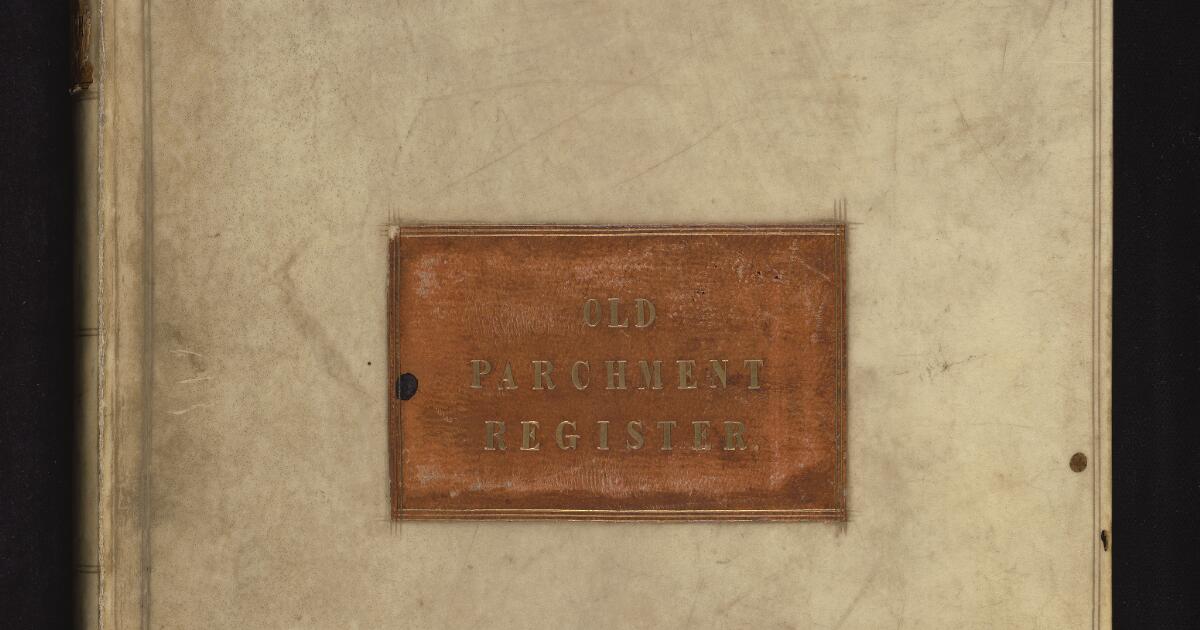 OLD
PARCHMENT
REGISTER.